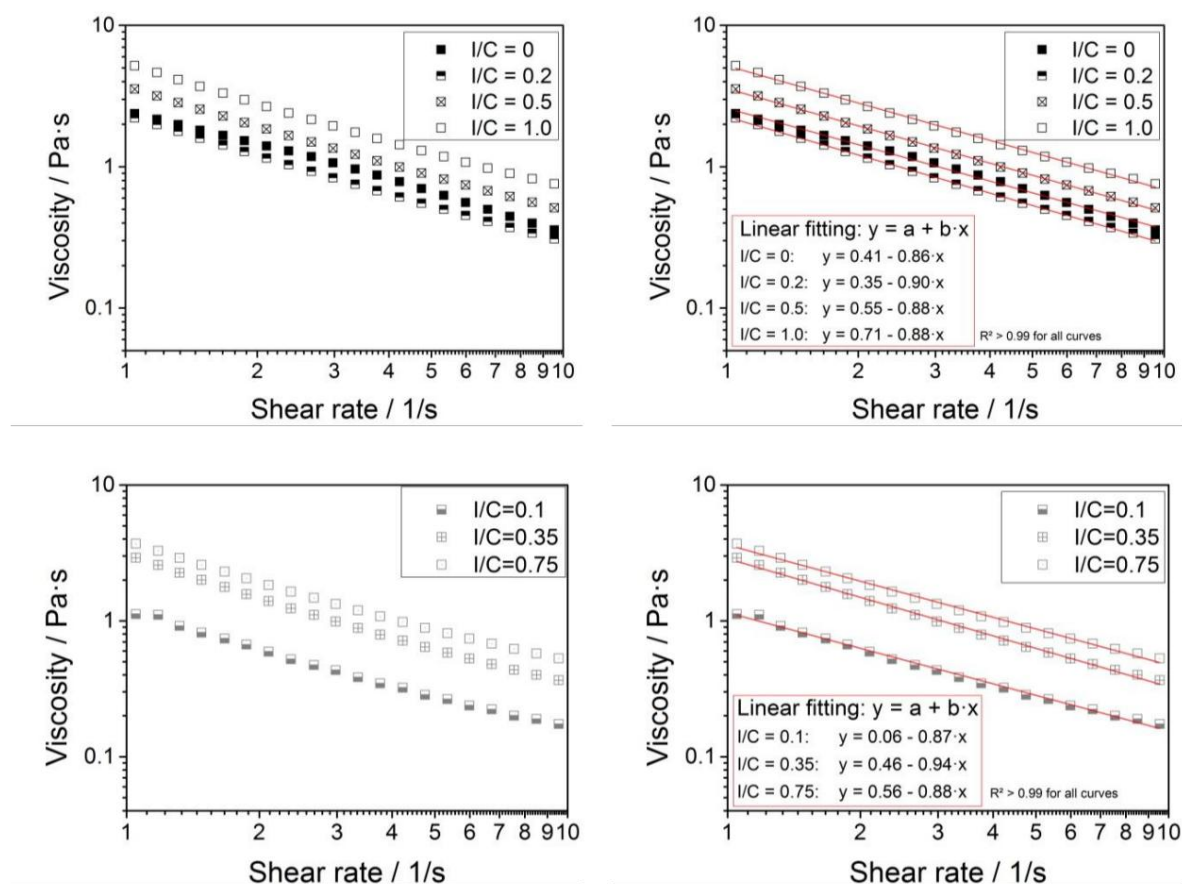 10
1
0.1
Viscosity / Pa·s
I/C = 0
I/C = 0.2
I/C = 0.5
I/C = 1.0
1 2 3 4 5 6 7 8 9 10
Shear rate / 1/s
10
1
0.1
Viscosity / Pa·s
I/C = 0
I/C = 0.2
I/C = 0.5
I/C = 1.0
Linear fitting: y = a + b·x
I/C = 0: y = 0.41 - 0.86·x
I/C = 0.2: y = 0.35 - 0.90·x
I/C = 0.5: y = 0.55 - 0.88·x
I/C = 1.0: y = 0.71 - 0.88·x
R² > 0.99 for all curves
1 2 3 4 5 6 7 8 9 10
Shear rate / 1/s
10
1
0.1
Viscosity / Pa·s
I/C=0.1
I/C=0.35
I/C=0.75
1 2 3 4 5 6 7 8 9 10
Shear rate / 1/s
10
1
0.1
Viscosity / Pa·s
I/C=0.1
I/C=0.35
I/C=0.75
Linear fitting: y = a + b·x
I/C = 0.1: y = 0.06 - 0.87·x
I/C = 0.35: y = 0.46 - 0.94·x
I/C = 0.75: y = 0.56 - 0.88·x
R² > 0.99 for all curves
1 2 3 4 5 6 7 8 9 10
Shear rate / 1/s